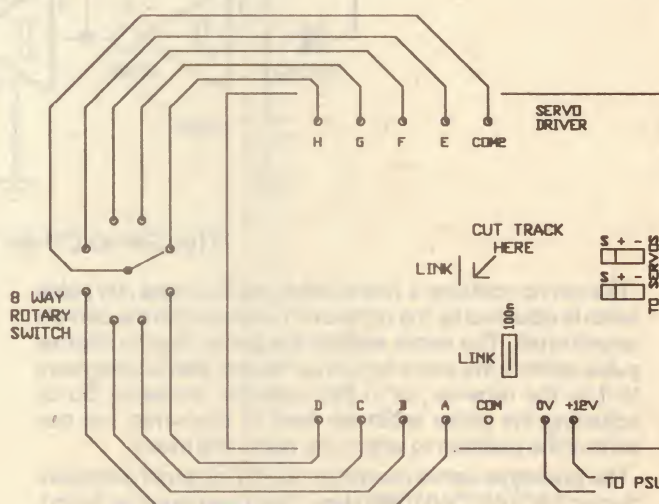 SERVO
DRIVER
H G F E COM2
CUT TRACK
HERE
LINK
S + -
S + -
TO SERVOS
8 WAY
ROTARY
SWITCH
100n
LINK
D C B A COM 0V +12V
TO PSU